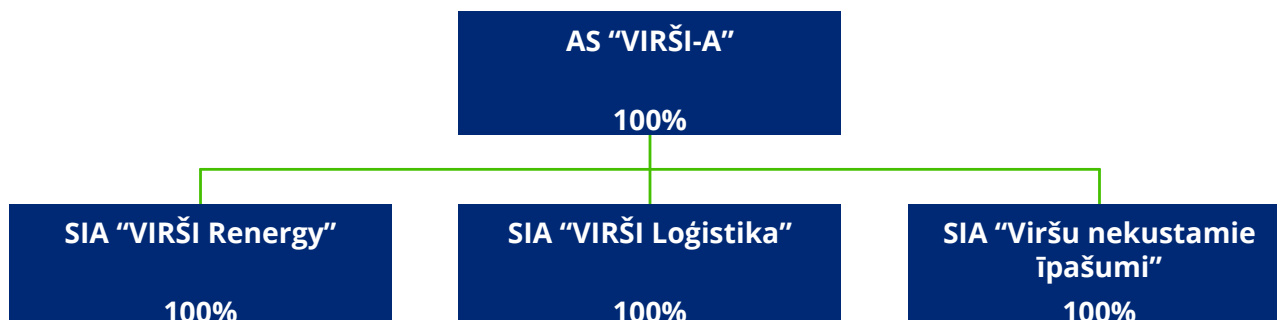 AS “VIRŠI-A”
100%
SIA “VIRŠI Renergy”
100%
SIA “VIRŠI Loģistika”
100%
SIA “Viršu nekustamie
īpašumi”
100%